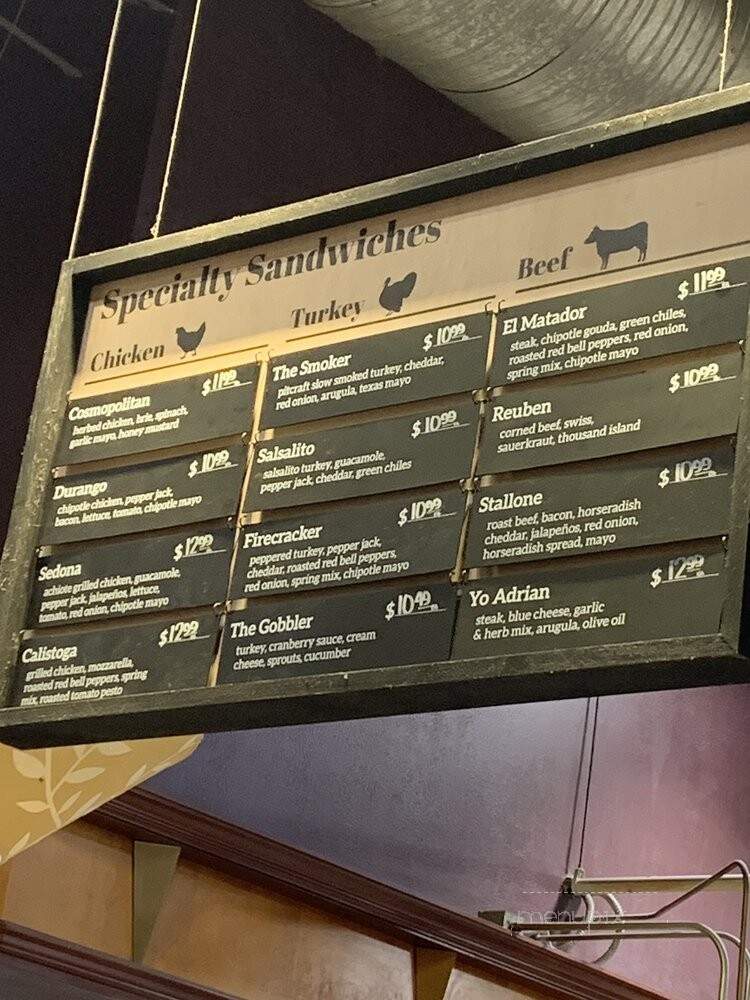 Specialty Sandwiches
Chicken
Cosmopolitan
$11.99
herbed chicken, brie, spinach,
garlic mayo, honey mustard
Durango
$10.99
chipotle chicken, pepper jack,
bacon, lettuce, tomato, chipotle mayo
Sedona
$12.99
achiote grilled chicken, guacamole,
pepper jack, jalapeños, lettuce,
tomato, red onion, chipotle mayo
Calistoga
$12.99
grilled chicken, mozzarella,
roasted red bell peppers, spring
mix, roasted tomato pesto
Turkey
The Smoker
$10.99
pitcraft slow smoked turkey, cheddar,
red onion, arugula, texas mayo
Salsalito
$10.99
salsalito turkey, guacamole,
pepper jack, cheddar, green chiles
Firecracker
$10.99
peppered turkey, pepper jack,
cheddar, roasted red bell peppers,
red onion, spring mix, chipotle mayo
The Gobbler
$10.49
turkey, cranberry sauce, cream
cheese, sprouts, cucumber
Beef
El Matador
$11.99
steak, chipotle gouda, green chiles,
roasted red bell peppers, red onion,
spring mix, chipotle mayo
Reuben
$10.99
corned beef, swiss,
sauerkraut, thousand island
Stallone
$10.99
roast beef, bacon, horseradish
cheddar, jalapeños, red onion,
horseradish spread, mayo
Yo Adrian
$12.99
steak, blue cheese, garlic
& herb mix, arugula, olive oil